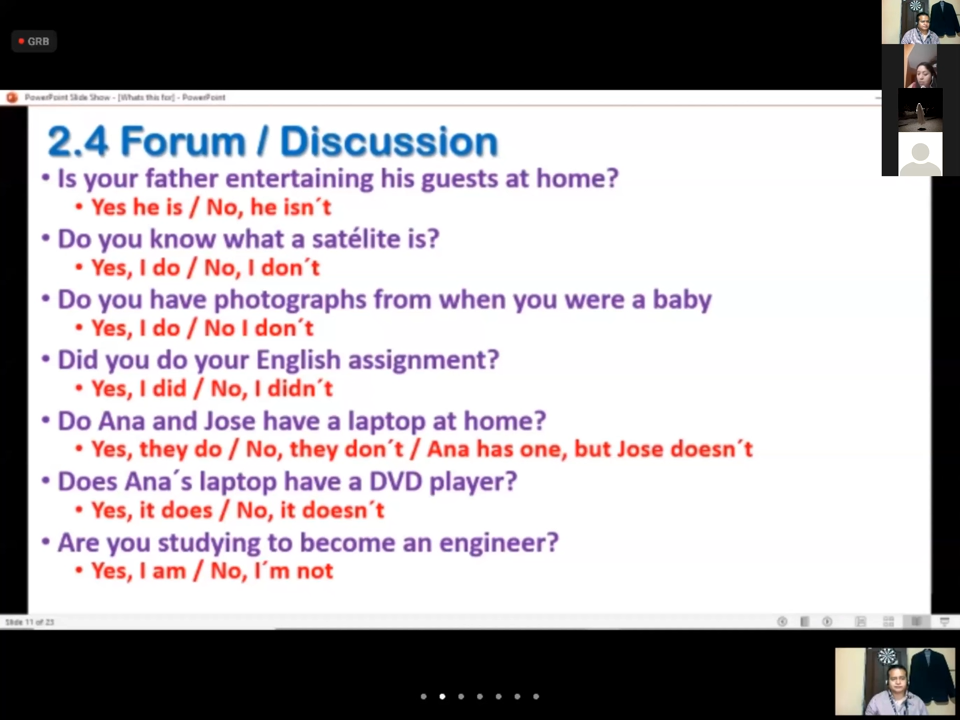 GRB
PowerPoint Slide Show - [Whats this for] - PowerPoint
2.4 Forum / Discussion
• Is your father entertaining his guests at home?
• Yes he is / No, he isn´t
• Do you know what a satélite is?
• Yes, I do / No, I don´t
• Do you have photographs from when you were a baby
• Yes, I do / No I don´t
• Did you do your English assignment?
• Yes, I did / No, I didn´t
• Do Ana and Jose have a laptop at home?
• Yes, they do / No, they don´t / Ana has one, but Jose doesn´t
• Does Ana´s laptop have a DVD player?
• Yes, it does / No, it doesn´t
• Are you studying to become an engineer?
• Yes, I am / No, I´m not
Slide 11 of 23